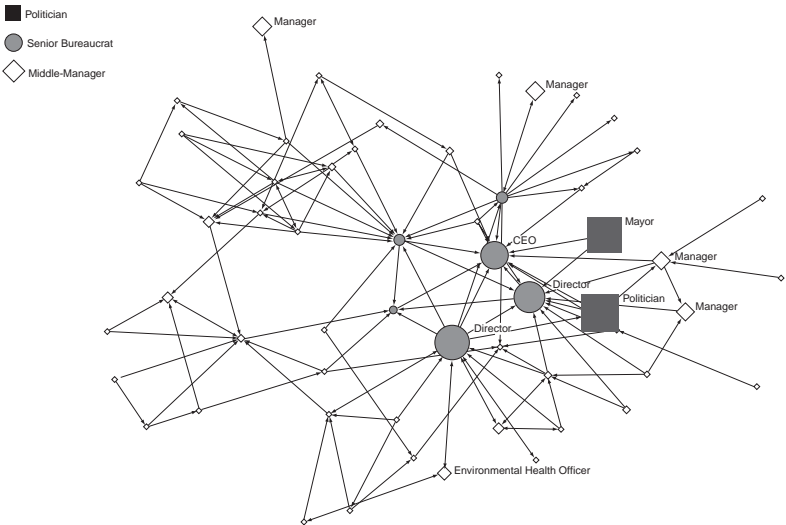 Politician
Senior Bureaucrat
Middle-Manager
Manager
Manager
Mayor
CEO
Manager
Director
Politician
Manager
Director
Environmental Health Officer